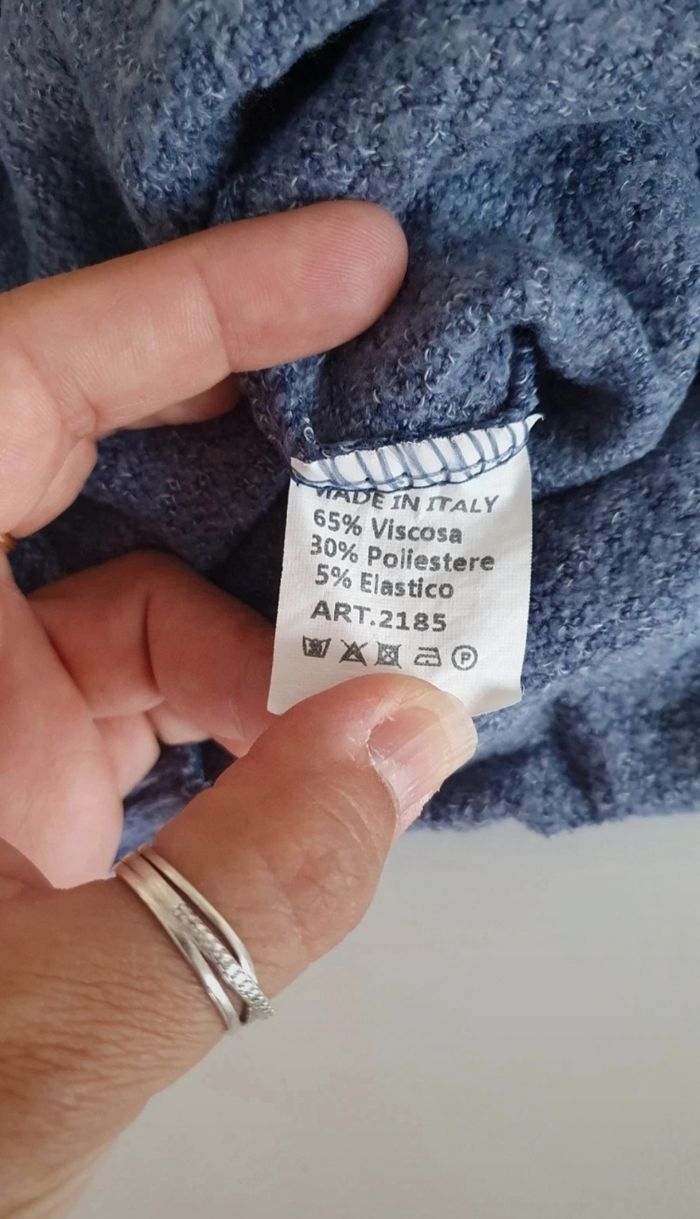 MADE IN ITALY
65% Viscosa
30% Poliestere
5% Elastico
ART.2185
P